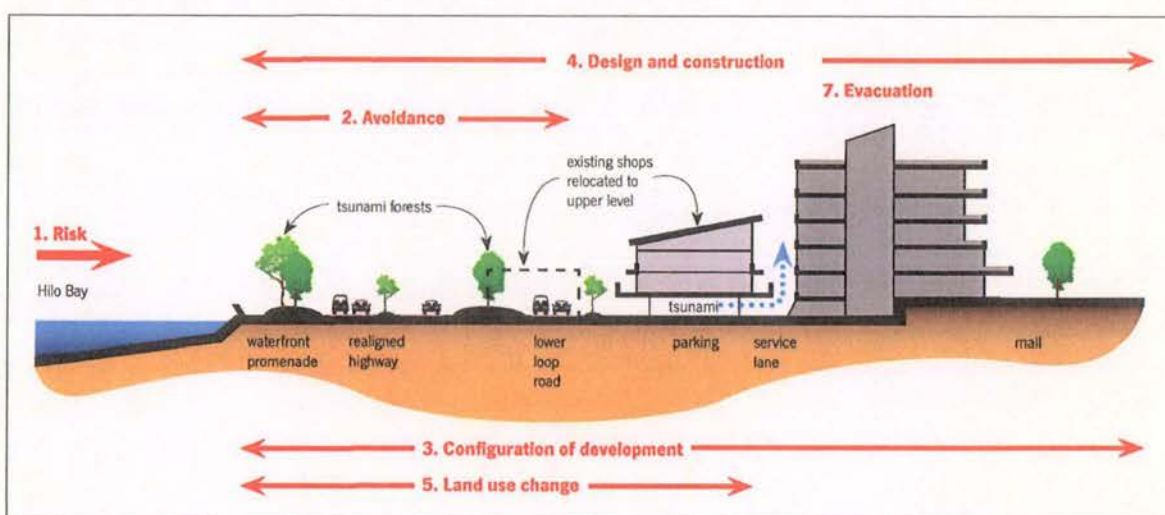 4. Design and construction
7. Evacuation
2. Avoidance
existing shops
relocated to
upper level
tsunami forests
1. Risk
Hilo Bay
tsunami
waterfront
promenade
realigned
highway
lower
loop
road
parking
service
lane
mall
3. Configuration of development
5. Land use change